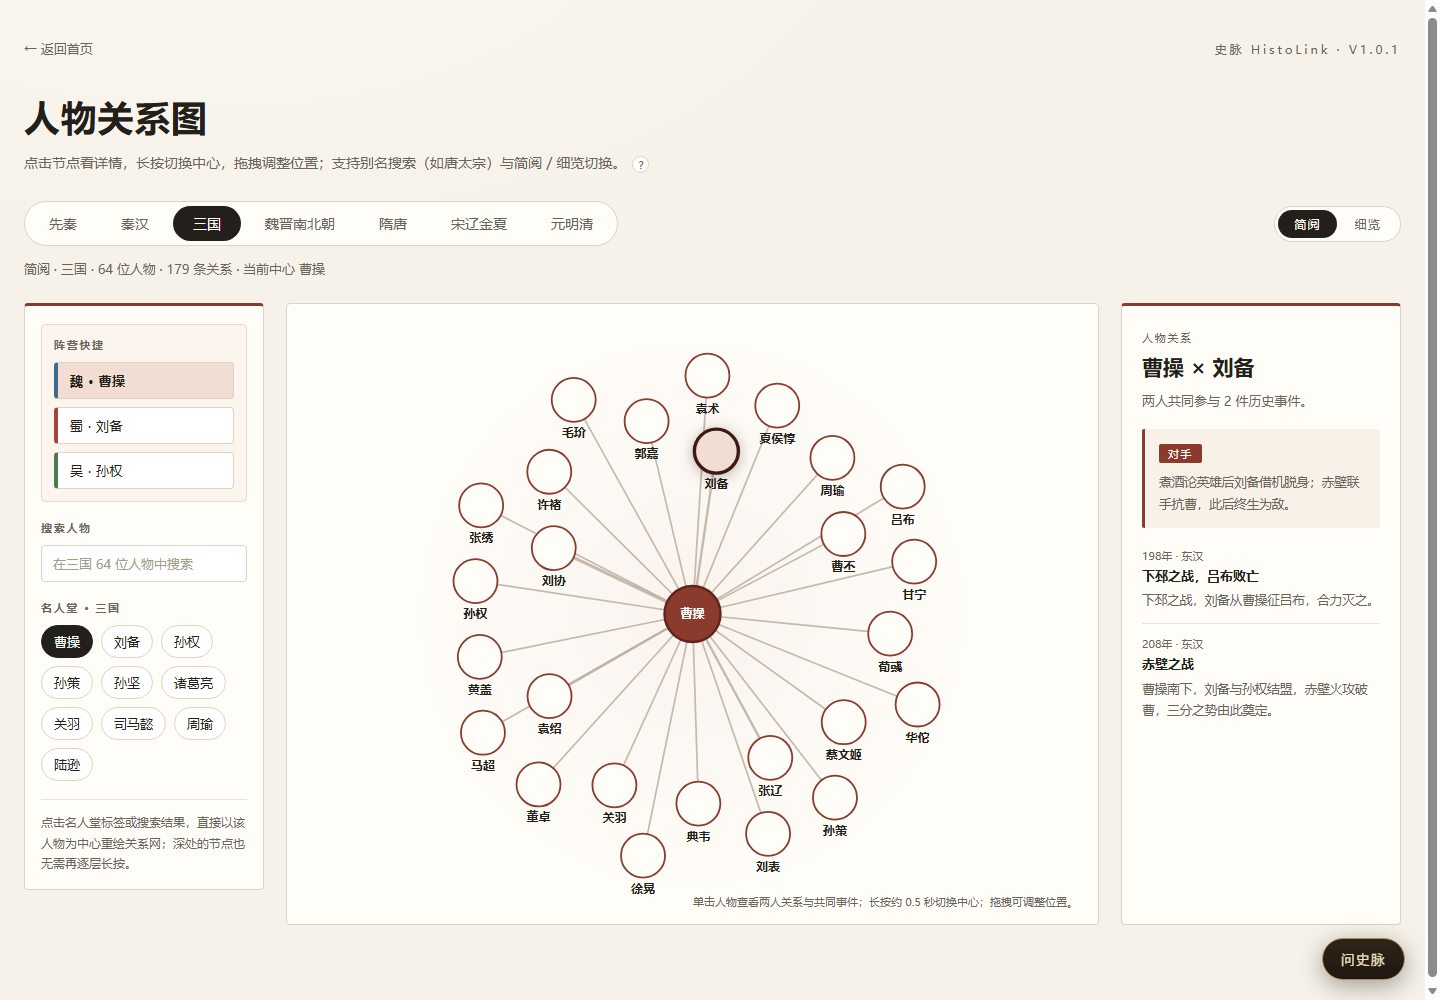 ← 返回首页
史脉 HistoLink · V1.0.1
人物关系图
点击节点看详情，长按切换中心，拖拽调整位置；支持别名搜索（如唐太宗）与简阅 / 细览切换。 ?
先秦 秦汉 三国 魏晋南北朝 隋唐 宋辽金夏 元明清
简阅 细览
简阅 · 三国 · 64 位人物 · 179 条关系 · 当前中心 曹操
阵营快捷
魏 · 曹操
蜀 · 刘备
吴 · 孙权
搜索人物
在三国 64 位人物中搜索
名人堂 · 三国
曹操 刘备 孙权
孙策 孙坚 诸葛亮
关羽 司马懿 周瑜
陆逊
点击名人堂标签或搜索结果，直接以该
人物为中心重绘关系网；深处的节点也
无需再逐层长按。
袁术
毛玠
夏侯惇
郭嘉
刘备
周瑜
许褚
吕布
张绣
曹丕
刘协
甘宁
孙权
曹操
荀彧
黄盖
袁绍
华佗
蔡文姬
马超
张辽
董卓
关羽
孙策
典韦
刘表
徐晃
单击人物查看两人关系与共同事件；长按约 0.5 秒切换中心；拖拽可调整位置。
人物关系
曹操 × 刘备
两人共同参与 2 件历史事件。
对手
煮酒论英雄后刘备借机脱身；赤壁联
手抗曹，此后终生为敌。
198年 · 东汉
下邳之战，吕布败亡
下邳之战，刘备从曹操征吕布，合力灭之。
208年 · 东汉
赤壁之战
曹操南下，刘备与孙权结盟，赤壁火攻破
曹，三分之势由此奠定。
问史脉